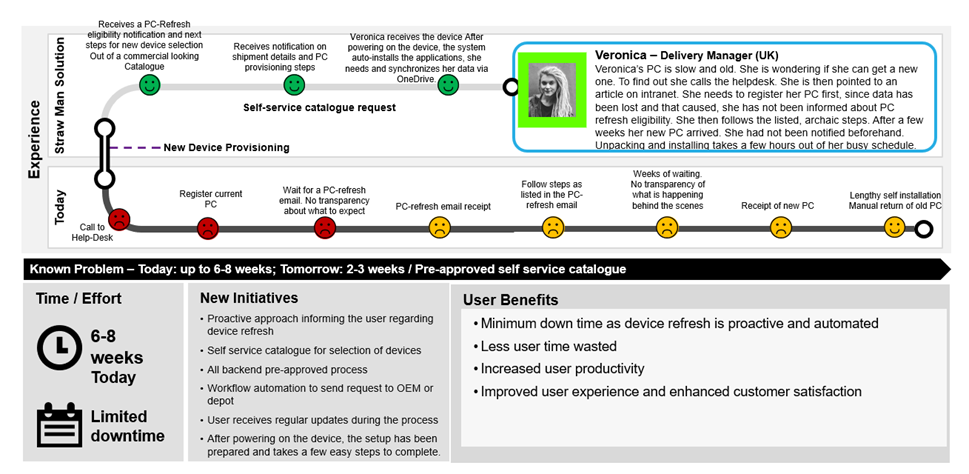 Receives a PC-Refresh
eligibility notification and next
steps for new device selection
Out of a commercial looking
Catalogue
Receives notification on
shipment details and PC
provisioning steps
Veronica receives the device After
powering on the device, the system
auto-installs the applications, she
needs and synchronizes her data via
OneDrive.
Self-service catalogue request
Veronica – Delivery Manager (UK)
Veronica's PC is slow and old. She is wondering if she can get a new
one. To find out she calls the helpdesk. She is then pointed to an
article on intranet. She needs to register her PC first, since data has
been lost and that caused, she has not been informed about PC
refresh eligibility. She then follows the listed, archaic steps. After a few
weeks her new PC arrived. She had not been notified beforehand.
Unpacking and installing takes a few hours out of her busy schedule.
Experience
Straw Man Solution
New Device Provisioning
Today
Call to
Help-Desk
Register current
PC
Wait for a PC-refresh
email. No transparency
about what to expect
PC-refresh email receipt
Follow steps as
listed in the PC-
refresh email
Weeks of waiting.
No transparency of
what is happening
behind the scenes
Receipt of new PC
Lengthy self installation
Manual return of old PC
Known Problem – Today: up to 6-8 weeks; Tomorrow: 2-3 weeks / Pre-approved self service catalogue
Time / Effort
6-8
weeks
Today
Limited
downtime
New Initiatives
• Proactive approach informing the user regarding
device refresh
• Self service catalogue for selection of devices
• All backend pre-approved process
• Workflow automation to send request to OEM or
depot
• User receives regular updates during the process
• After powering on the device, the setup has been
prepared and takes a few easy steps to complete.
User Benefits
• Minimum down time as device refresh is proactive and automated
• Less user time wasted
• Increased user productivity
• Improved user experience and enhanced customer satisfaction